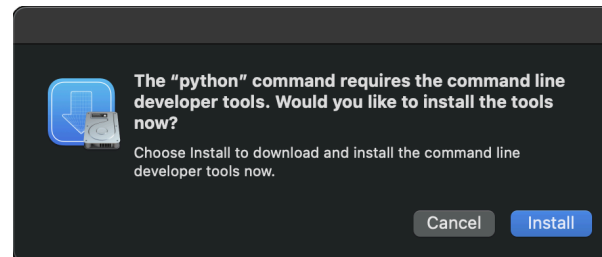 The “python” command requires the command line
developer tools. Would you like to install the tools
now?
Choose Install to download and install the command line
developer tools now.
Cancel
Install